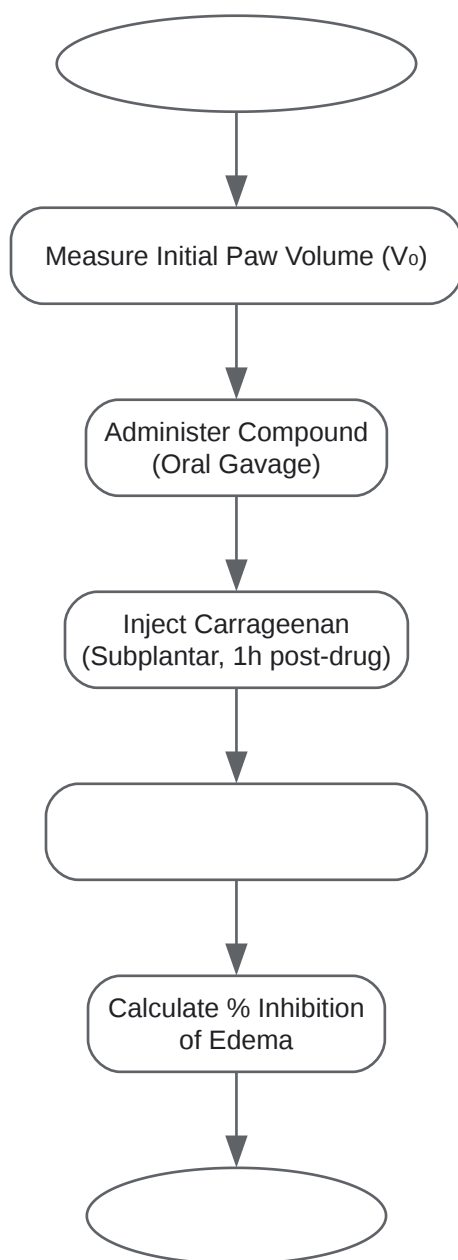 Measure Initial Paw Volume (V₀)
Administer Compound
(Oral Gavage)
Inject Carrageenan
(Subplantar, 1h post-drug)
Calculate % Inhibition
of Edema